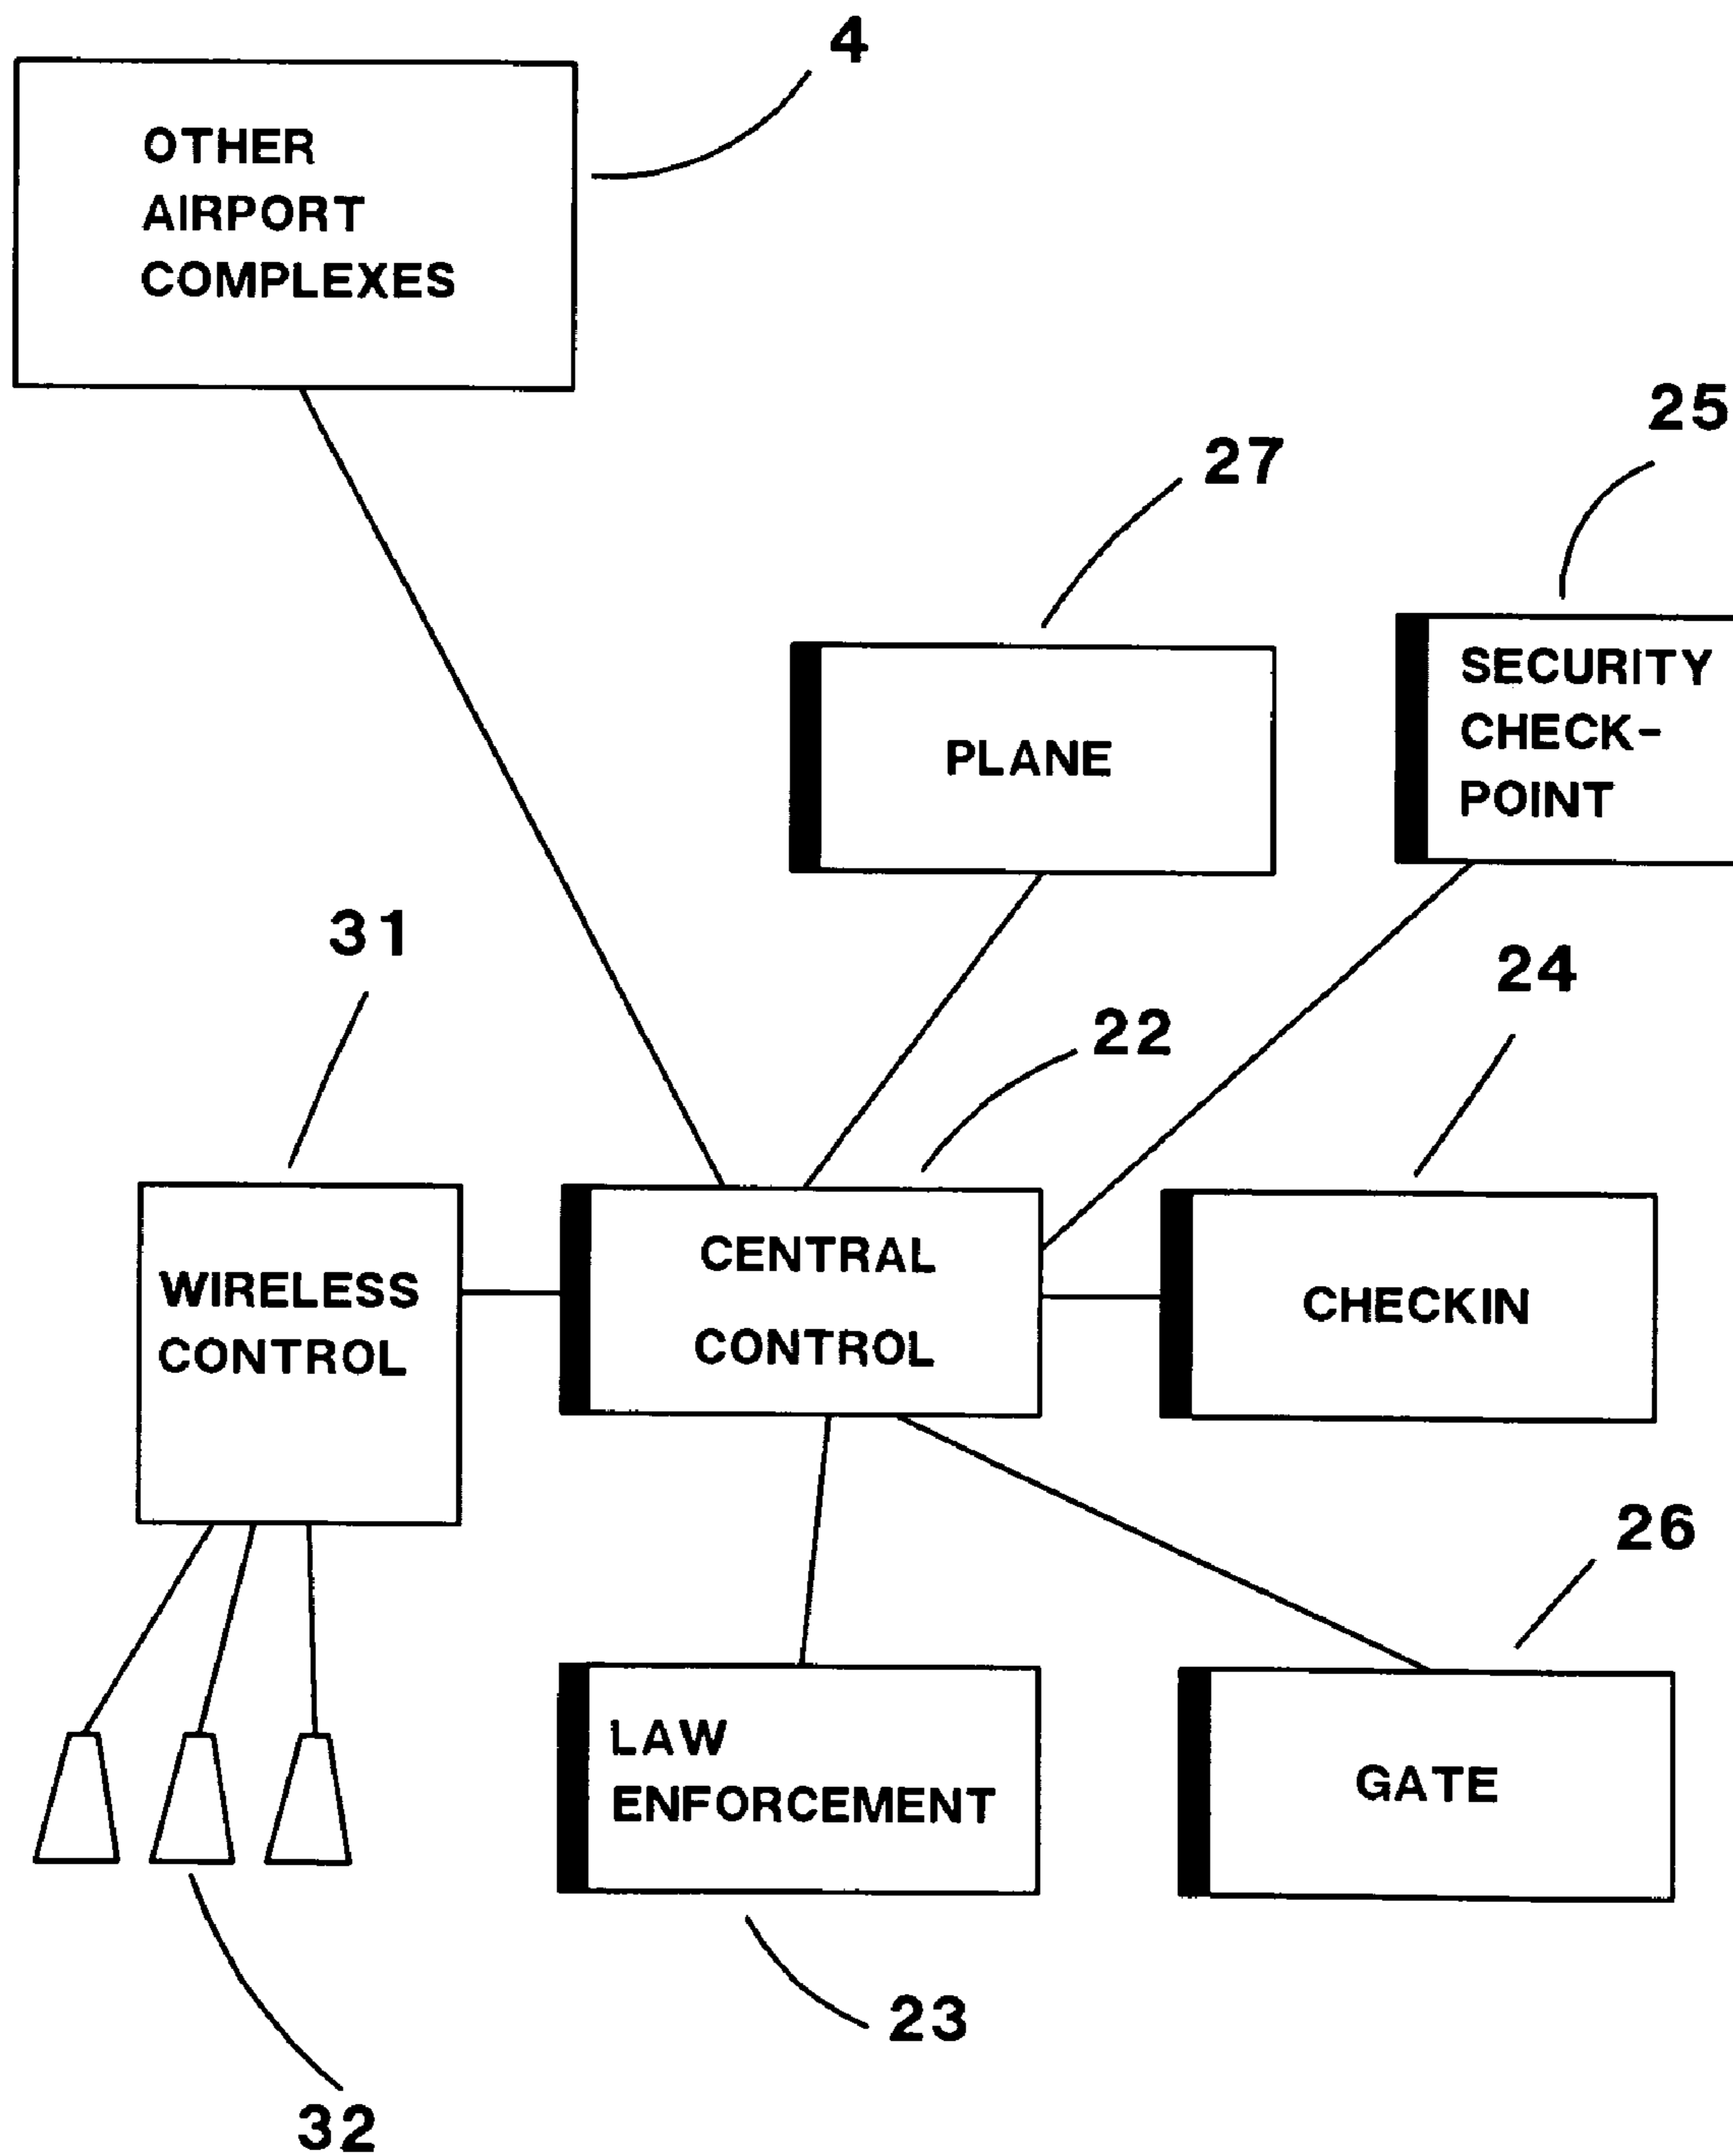 4
OTHER
AIRPORT
COMPLEXES
25
27
SECURITY
CHECK-
POINT
PLANE
31
24
22
CENTRAL
CONTROL
WIRELESS
CONTROL
CHECKIN
26
LAW
ENFORCEMENT
GATE
23
32